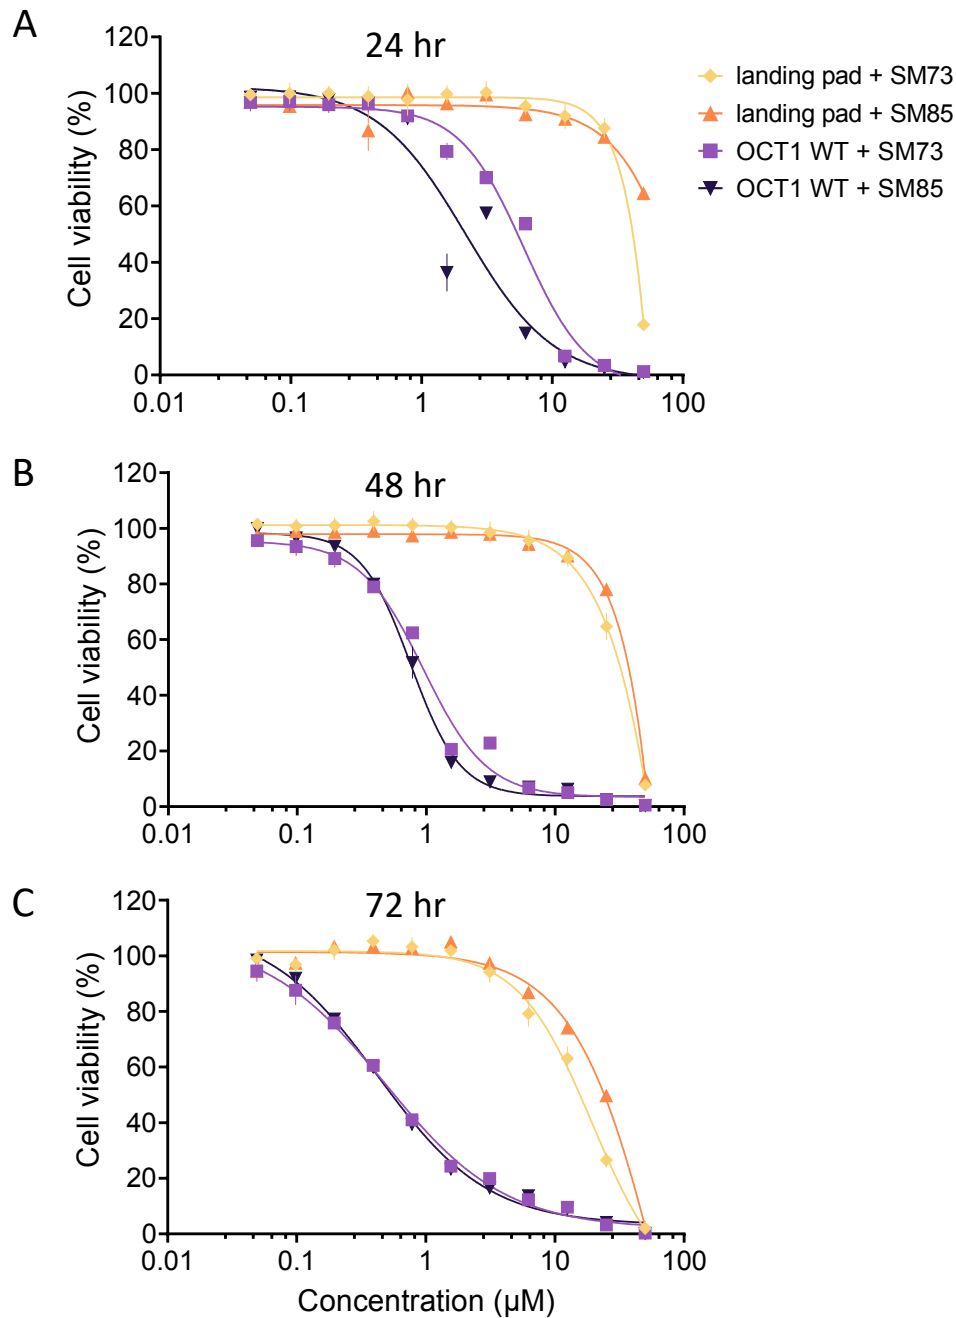 A
24 hr
120
100
80
60
40
20
0
Cell viability (%)
0.01 0.1 1 10 100
landing pad + SM73
landing pad + SM85
OCT1 WT + SM73
OCT1 WT + SM85
B
48 hr
120
100
80
60
40
20
0
Cell viability (%)
0.01 0.1 1 10 100
C
72 hr
120
100
80
60
40
20
0
Cell viability (%)
0.01 0.1 1 10 100
Concentration (μM)